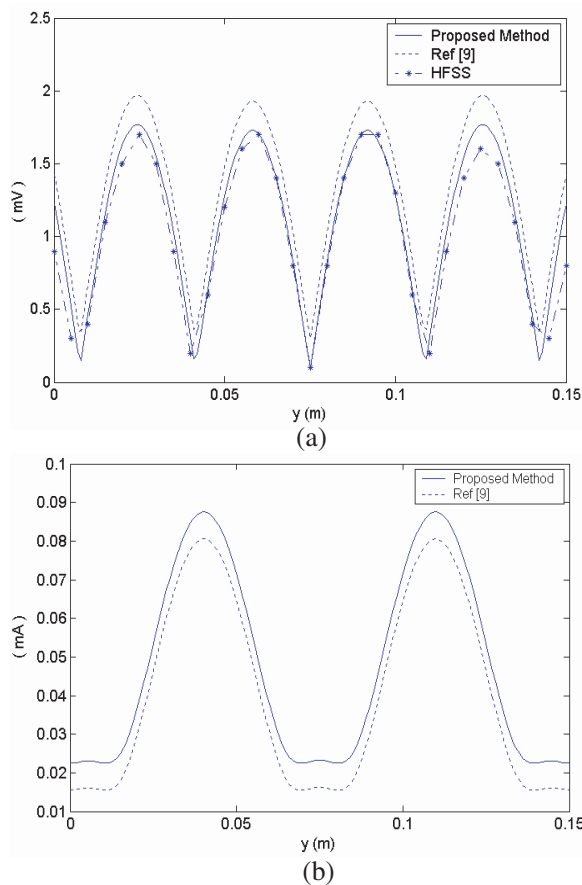 2.5
Proposed Method
Ref [9]
HFSS
2
1.5
( mV )
1
0.5
0
0
0.05
0.1
0.15
y (m)
(a)
0.1
Proposed Method
Ref [9]
0.09
0.08
0.07
0.06
( mA )
0.05
0.04
0.03
0.02
0.01
0
0.05
0.1
0.15
y (m)
(b)